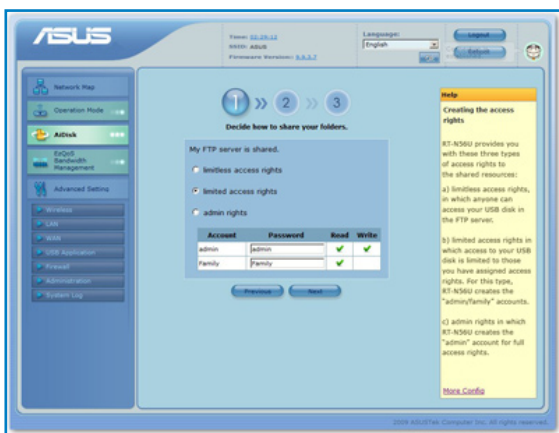 ASUS
Time: 02:29:12
SSID: ASUS
Firmware Version:
Language:
English
Logout
Network Map
Operation Mode
AiDisk
EzQoS
Bandwidth
Management
Advanced Setting
Wireless
LAN
WAN
USB Application
Firewall
Administration
System Log
1 » 2 » 3
Decide how to share your folders.
My FTP server is shared.
limitless access rights
limited access rights
admin rights
Account Password Read Write
admin admin
Family Family
Previous Next
Help
Creating the access
rights
RT-N56U provides you
with these three types
of access rights to
the shared resources:
a) limitless access rights,
in which anyone can
access your USB disk in
the FTP server.
b) limited access rights in
which access to your USB
disk is limited to those
you have assigned access
rights. For this type,
RT-N56U creates the
"admin/family" accounts.
c) admin rights in which
RT-N56U creates the
"admin" account for full
access rights.
More Config
2009 ASUSTek Computer Inc. All rights reserved.